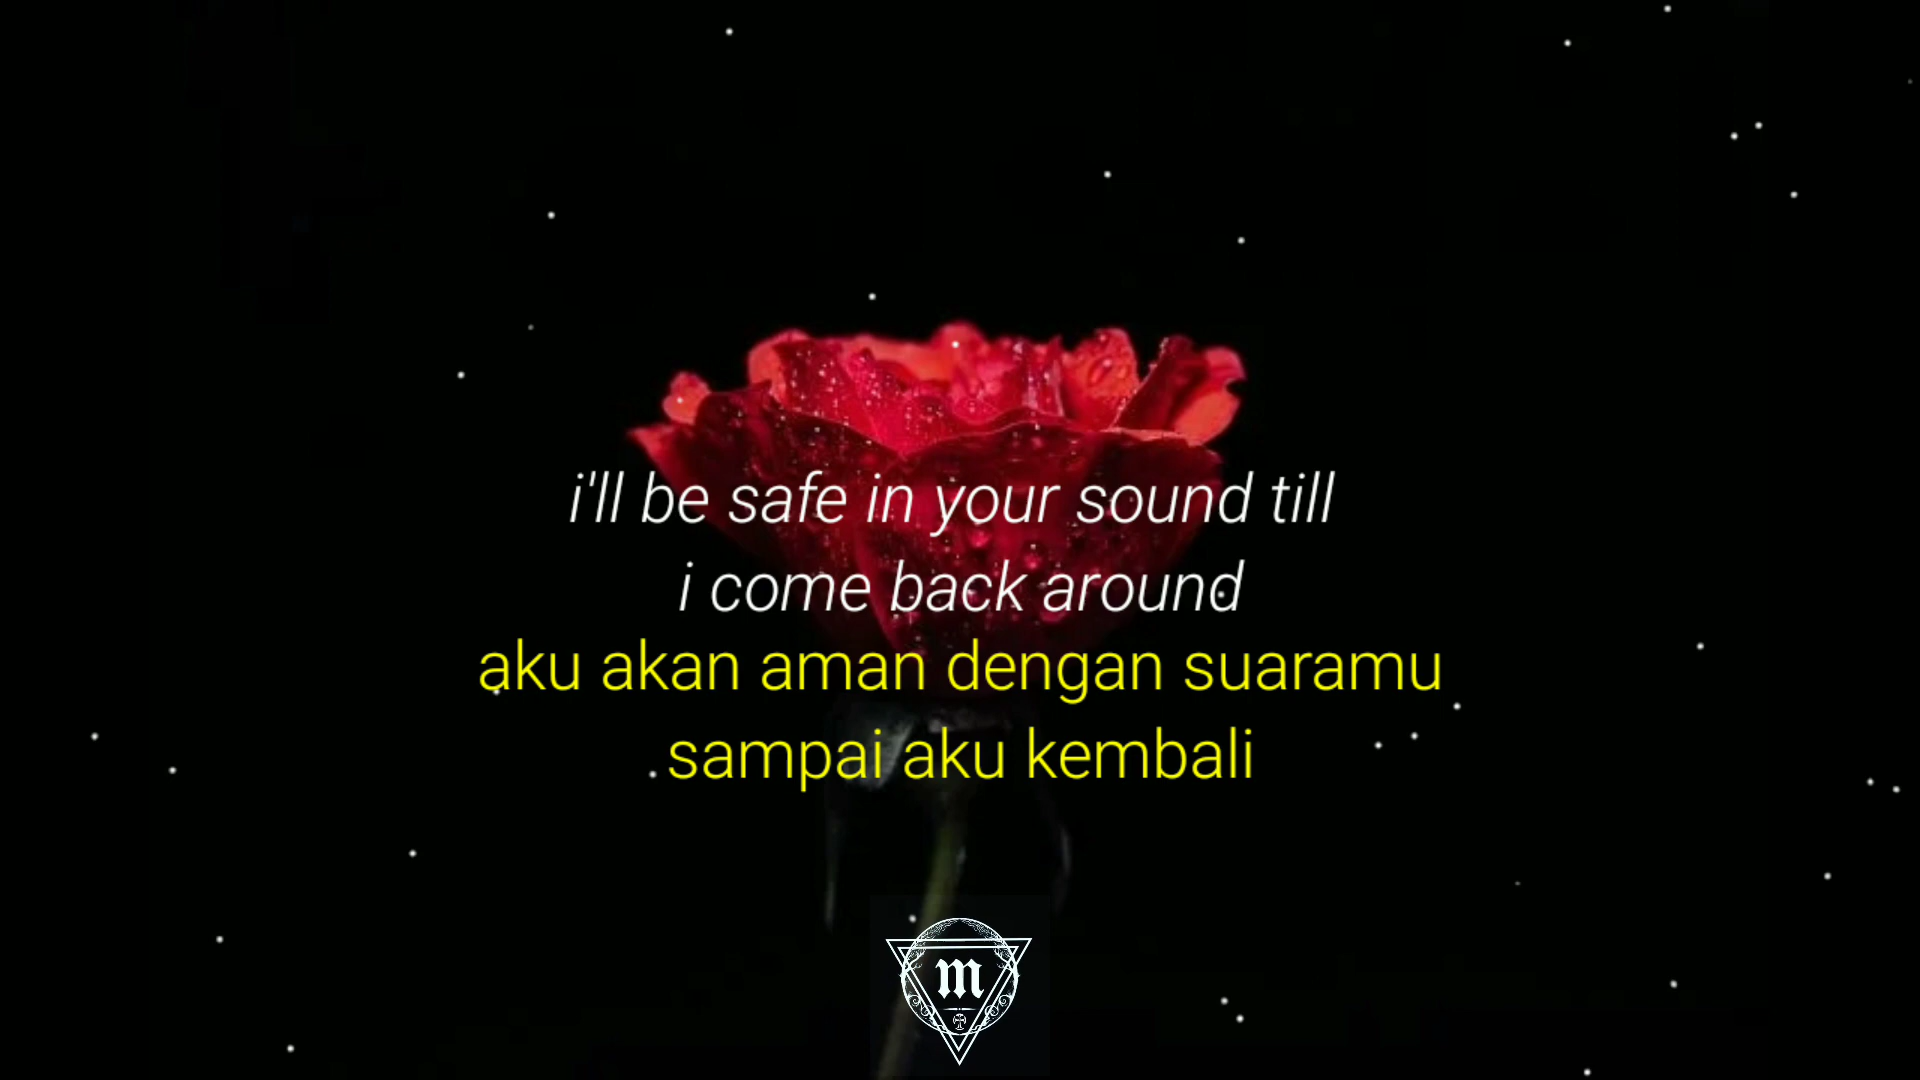 i'll be safe in your sound till
i come back around
aku akan aman dengan suaramu
sampai aku kembali
m